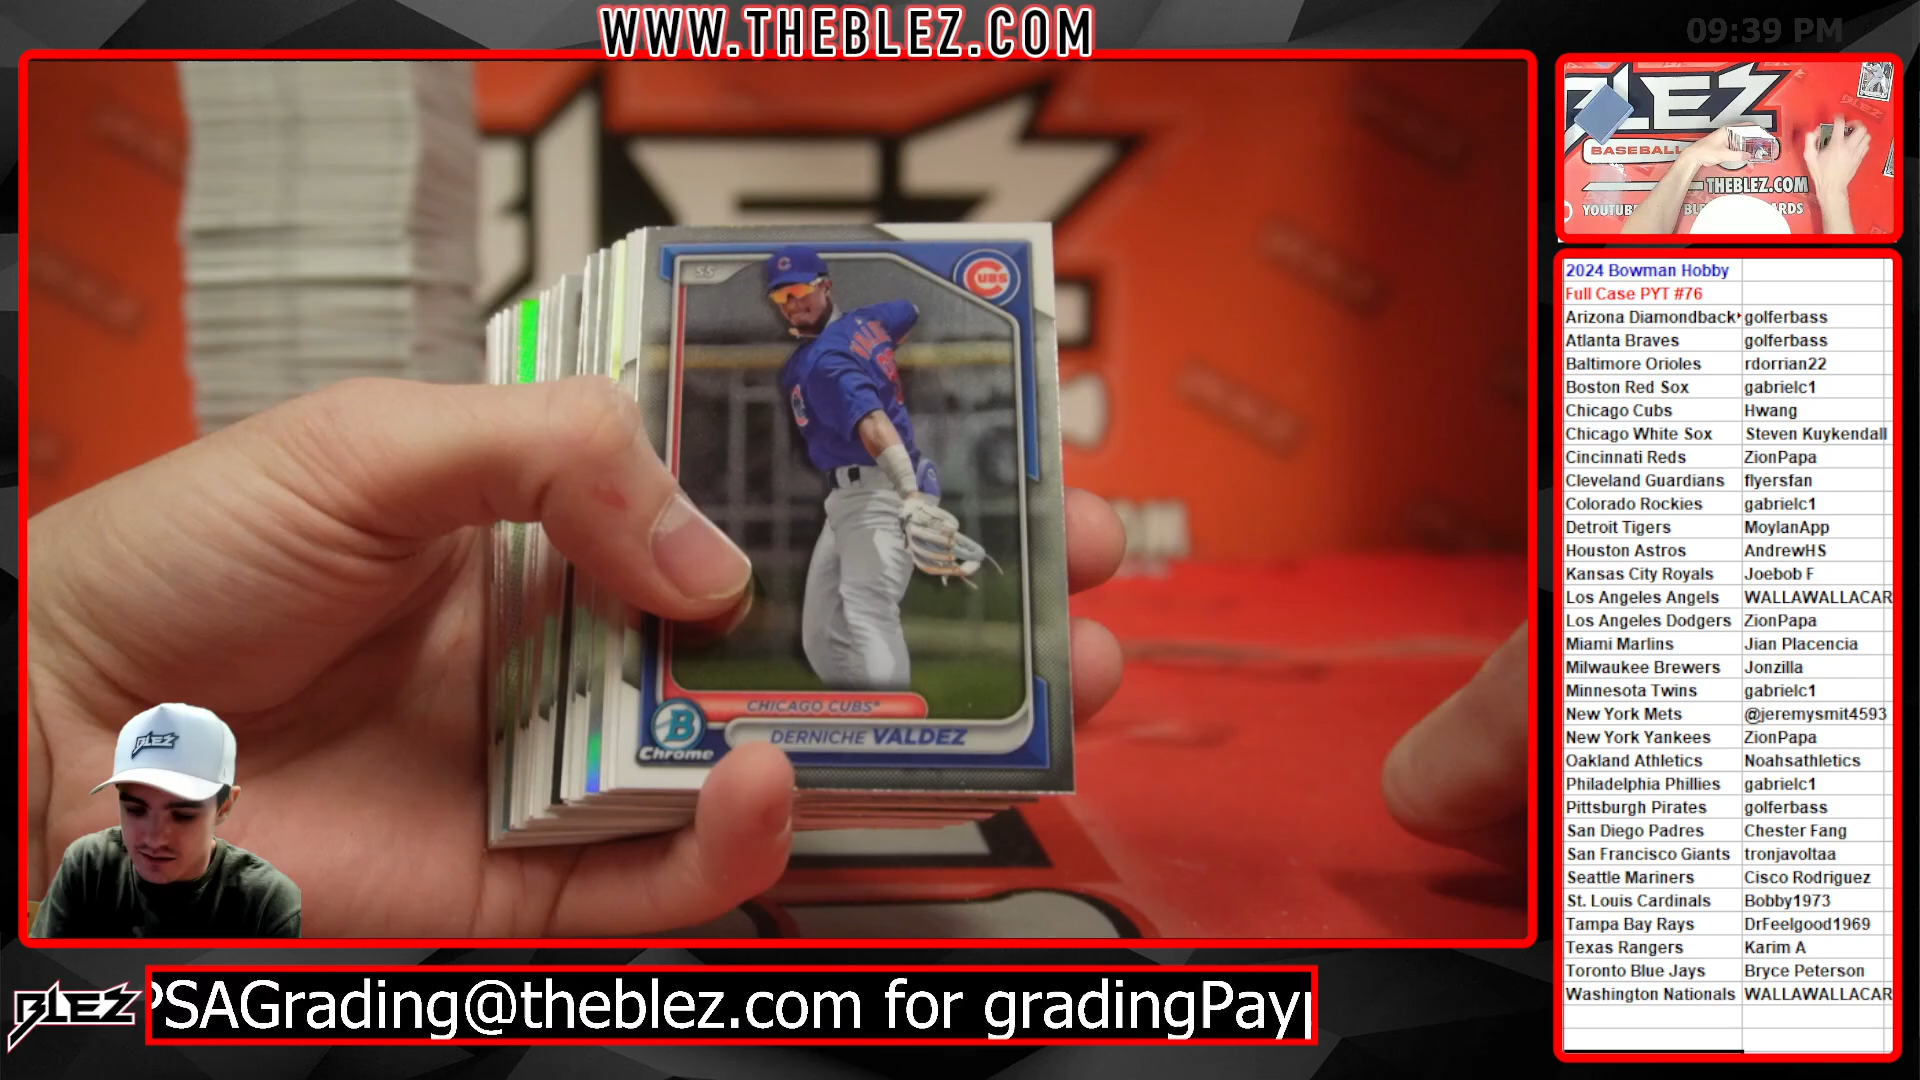 WWW.THEBLEZ.COM
09:39 PM
BLEZ
BASEBALL
THEBLEZ.COM
SS
CUBS
CHICAGO CUBS
B
Chrome
DERNICHE VALDEZ
BLEZ
2024 Bowman Hobby
Full Case PYT #76
Arizona Diamondback golferbass
Atlanta Braves golferbass
Baltimore Orioles rdorrian22
Boston Red Sox gabrielc1
Chicago Cubs Hwang
Chicago White Sox Steven Kuykendall
Cincinnati Reds ZionPapa
Cleveland Guardians flyersfan
Colorado Rockies gabrielc1
Detroit Tigers MoylanApp
Houston Astros AndrewHS
Kansas City Royals Joebob F
Los Angeles Angels WALLAWALLACAR
Los Angeles Dodgers ZionPapa
Miami Marlins Jian Placencia
Milwaukee Brewers Jonzilla
Minnesota Twins gabrielc1
New York Mets @jeremysmit4593
New York Yankees ZionPapa
Oakland Athletics Noahsathletics
Philadelphia Phillies gabrielc1
Pittsburgh Pirates golferbass
San Diego Padres Chester Fang
San Francisco Giants tronjavoltaa
Seattle Mariners Cisco Rodriguez
St. Louis Cardinals Bobby1973
Tampa Bay Rays DrFeelgood1969
Texas Rangers Karim A
Toronto Blue Jays Bryce Peterson
Washington Nationals WALLAWALLACAR
BLEZ
PSAGrading@theblez.com for gradingPay